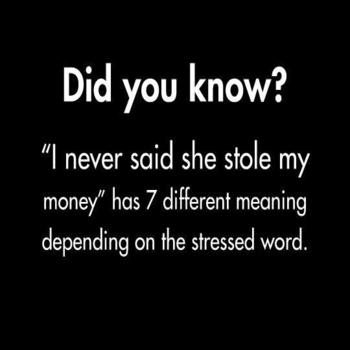 Did you know?
“I never said she stole my
money” has 7 different meaning
depending on the stressed word.